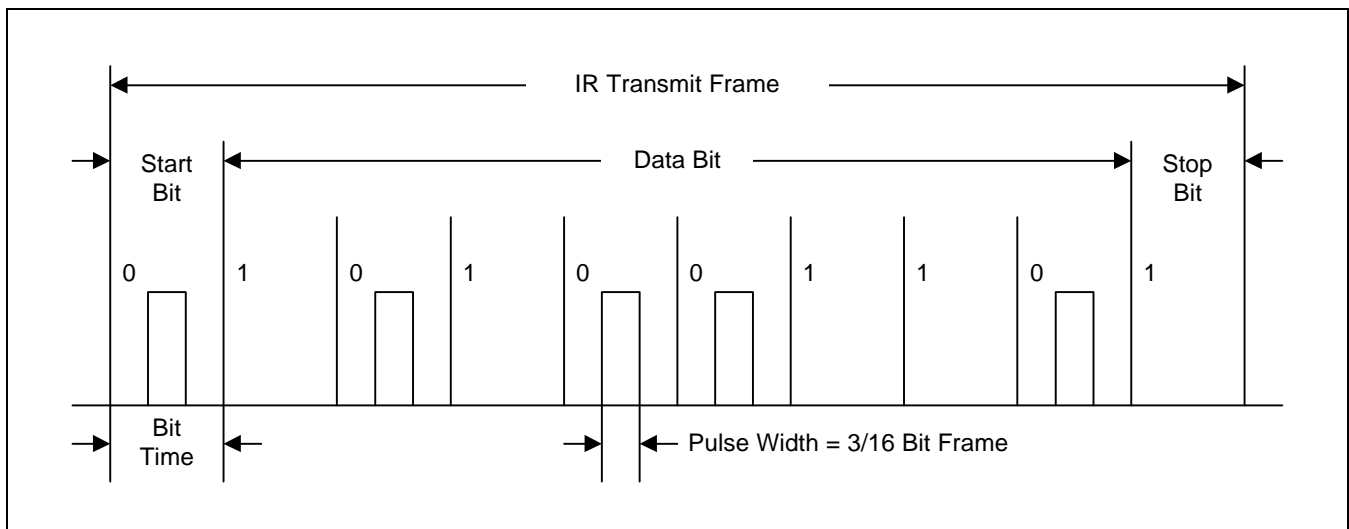 IR Transmit Frame
Start
Bit
Data Bit
Stop
Bit
0 1 0 1 0 0 1 1 0 1
Bit
Time
Pulse Width = 3/16 Bit Frame